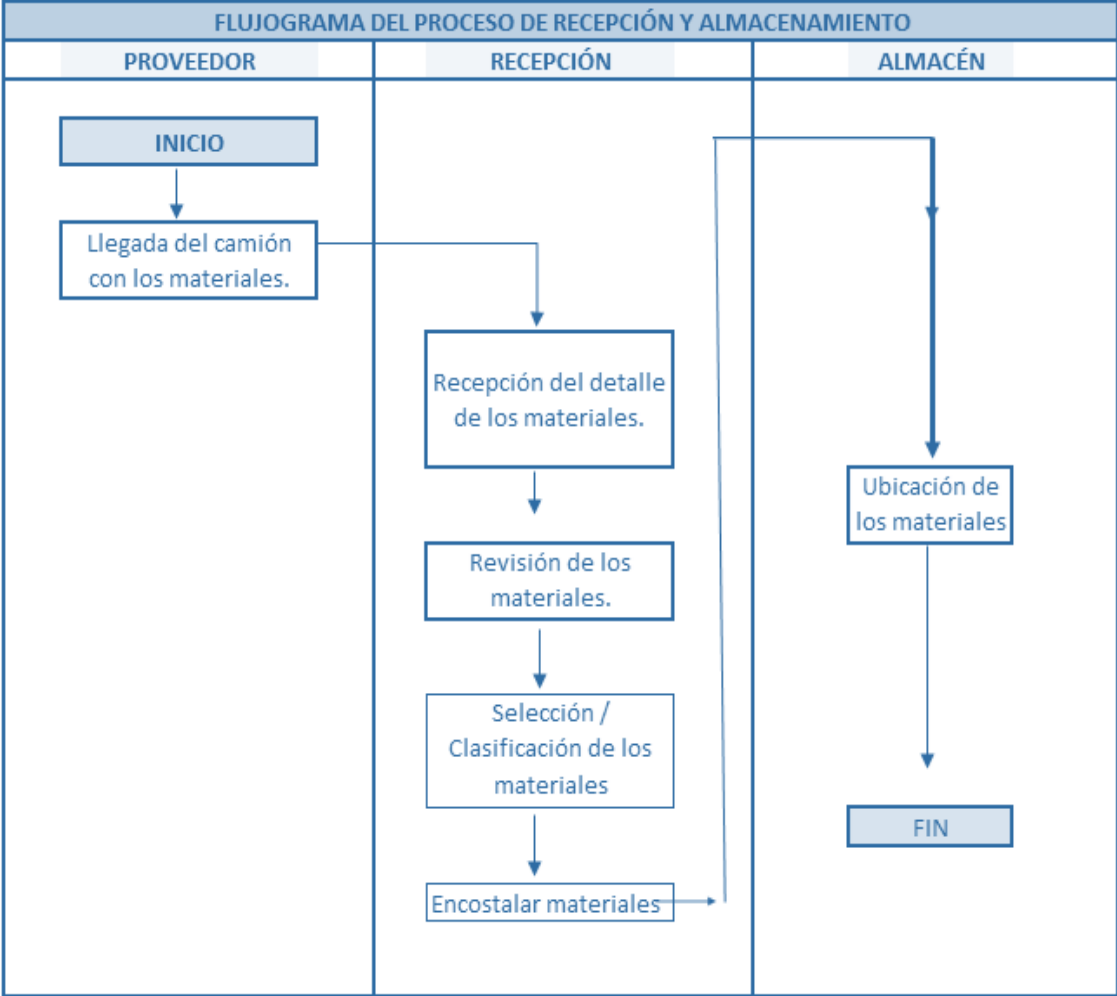 FLUJOGRAMA DEL PROCESO DE RECEPCIÓN Y ALMACENAMIENTO
PROVEEDOR
RECEPCIÓN
ALMACÉN
INICIO
Llegada del camión
con los materiales.
Recepción del detalle
de los materiales.
Revisión de los
materiales.
Selección /
Clasificación de los
materiales
Encostalar materiales
Ubicación de
los materiales
FIN